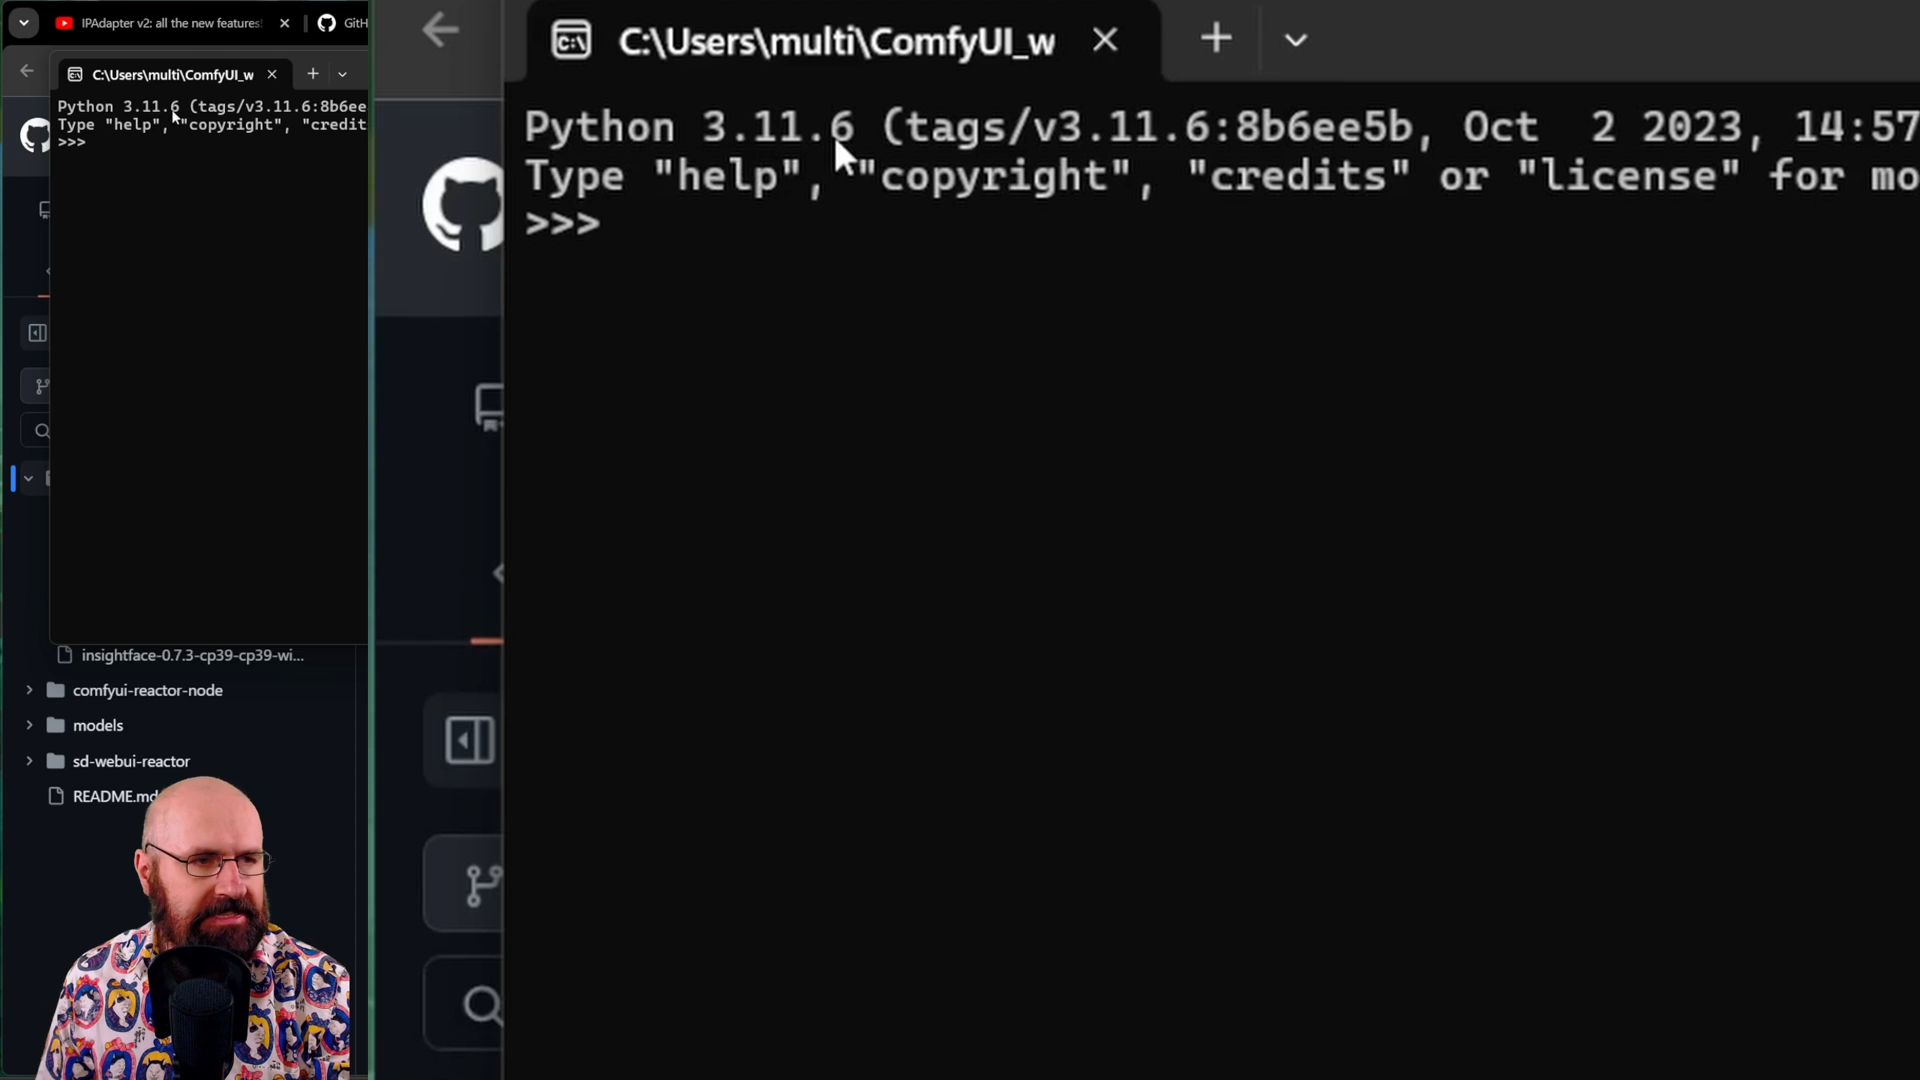 IPAdapter v2: all the new features
GitH
C:\Users\multi\ComfyUI_w
Python 3.11.6 (tags/v3.11.6:8b6ee
Type "help", "copyright", "credit
>>>
insightface-0.7.3-cp39-cp39-wi...
comfyui-reactor-node
models
sd-webui-reactor
README.md
C:\Users\multi\ComfyUI_w
Python 3.11.6 (tags/v3.11.6:8b6ee5b, Oct  2 2023, 14:57
Type "help", "copyright", "credits" or "license" for mo
>>>